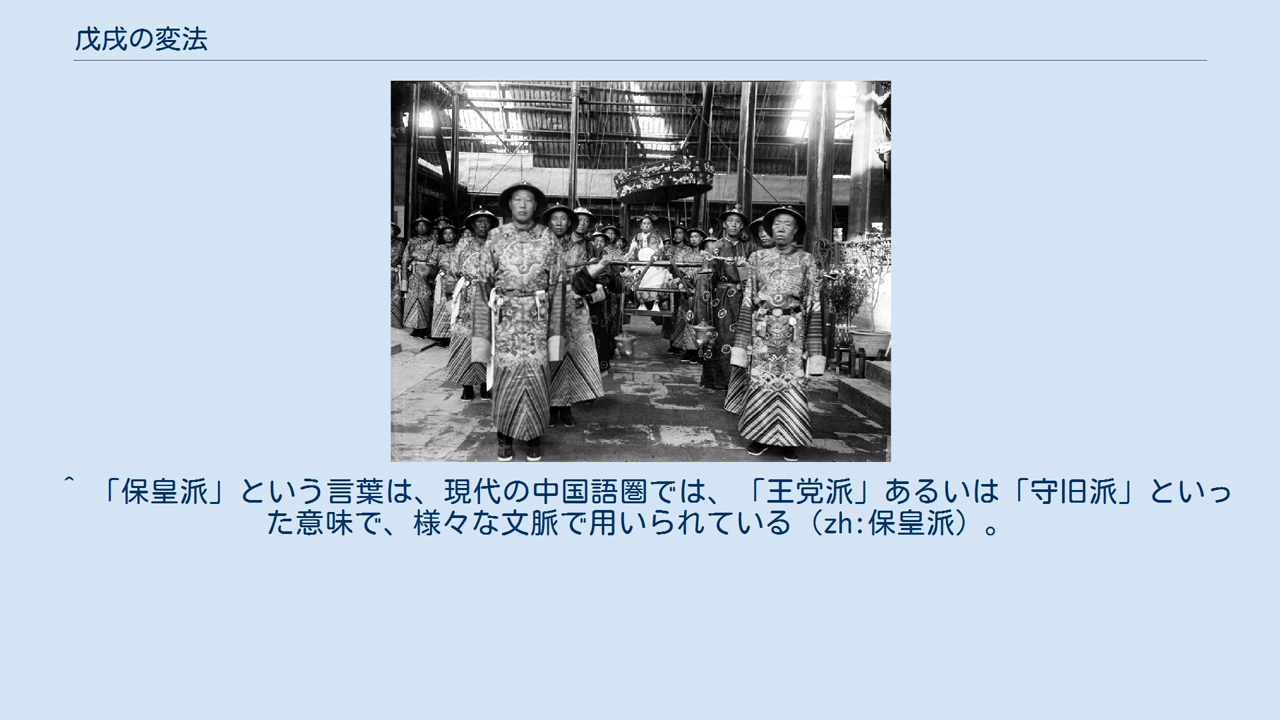 戊戌の変法
^ 「保皇派」という言葉は、現代の中国語圏では、「王党派」あるいは「守旧派」といっ
た意味で、様々な文脈で用いられている（zh:保皇派）。